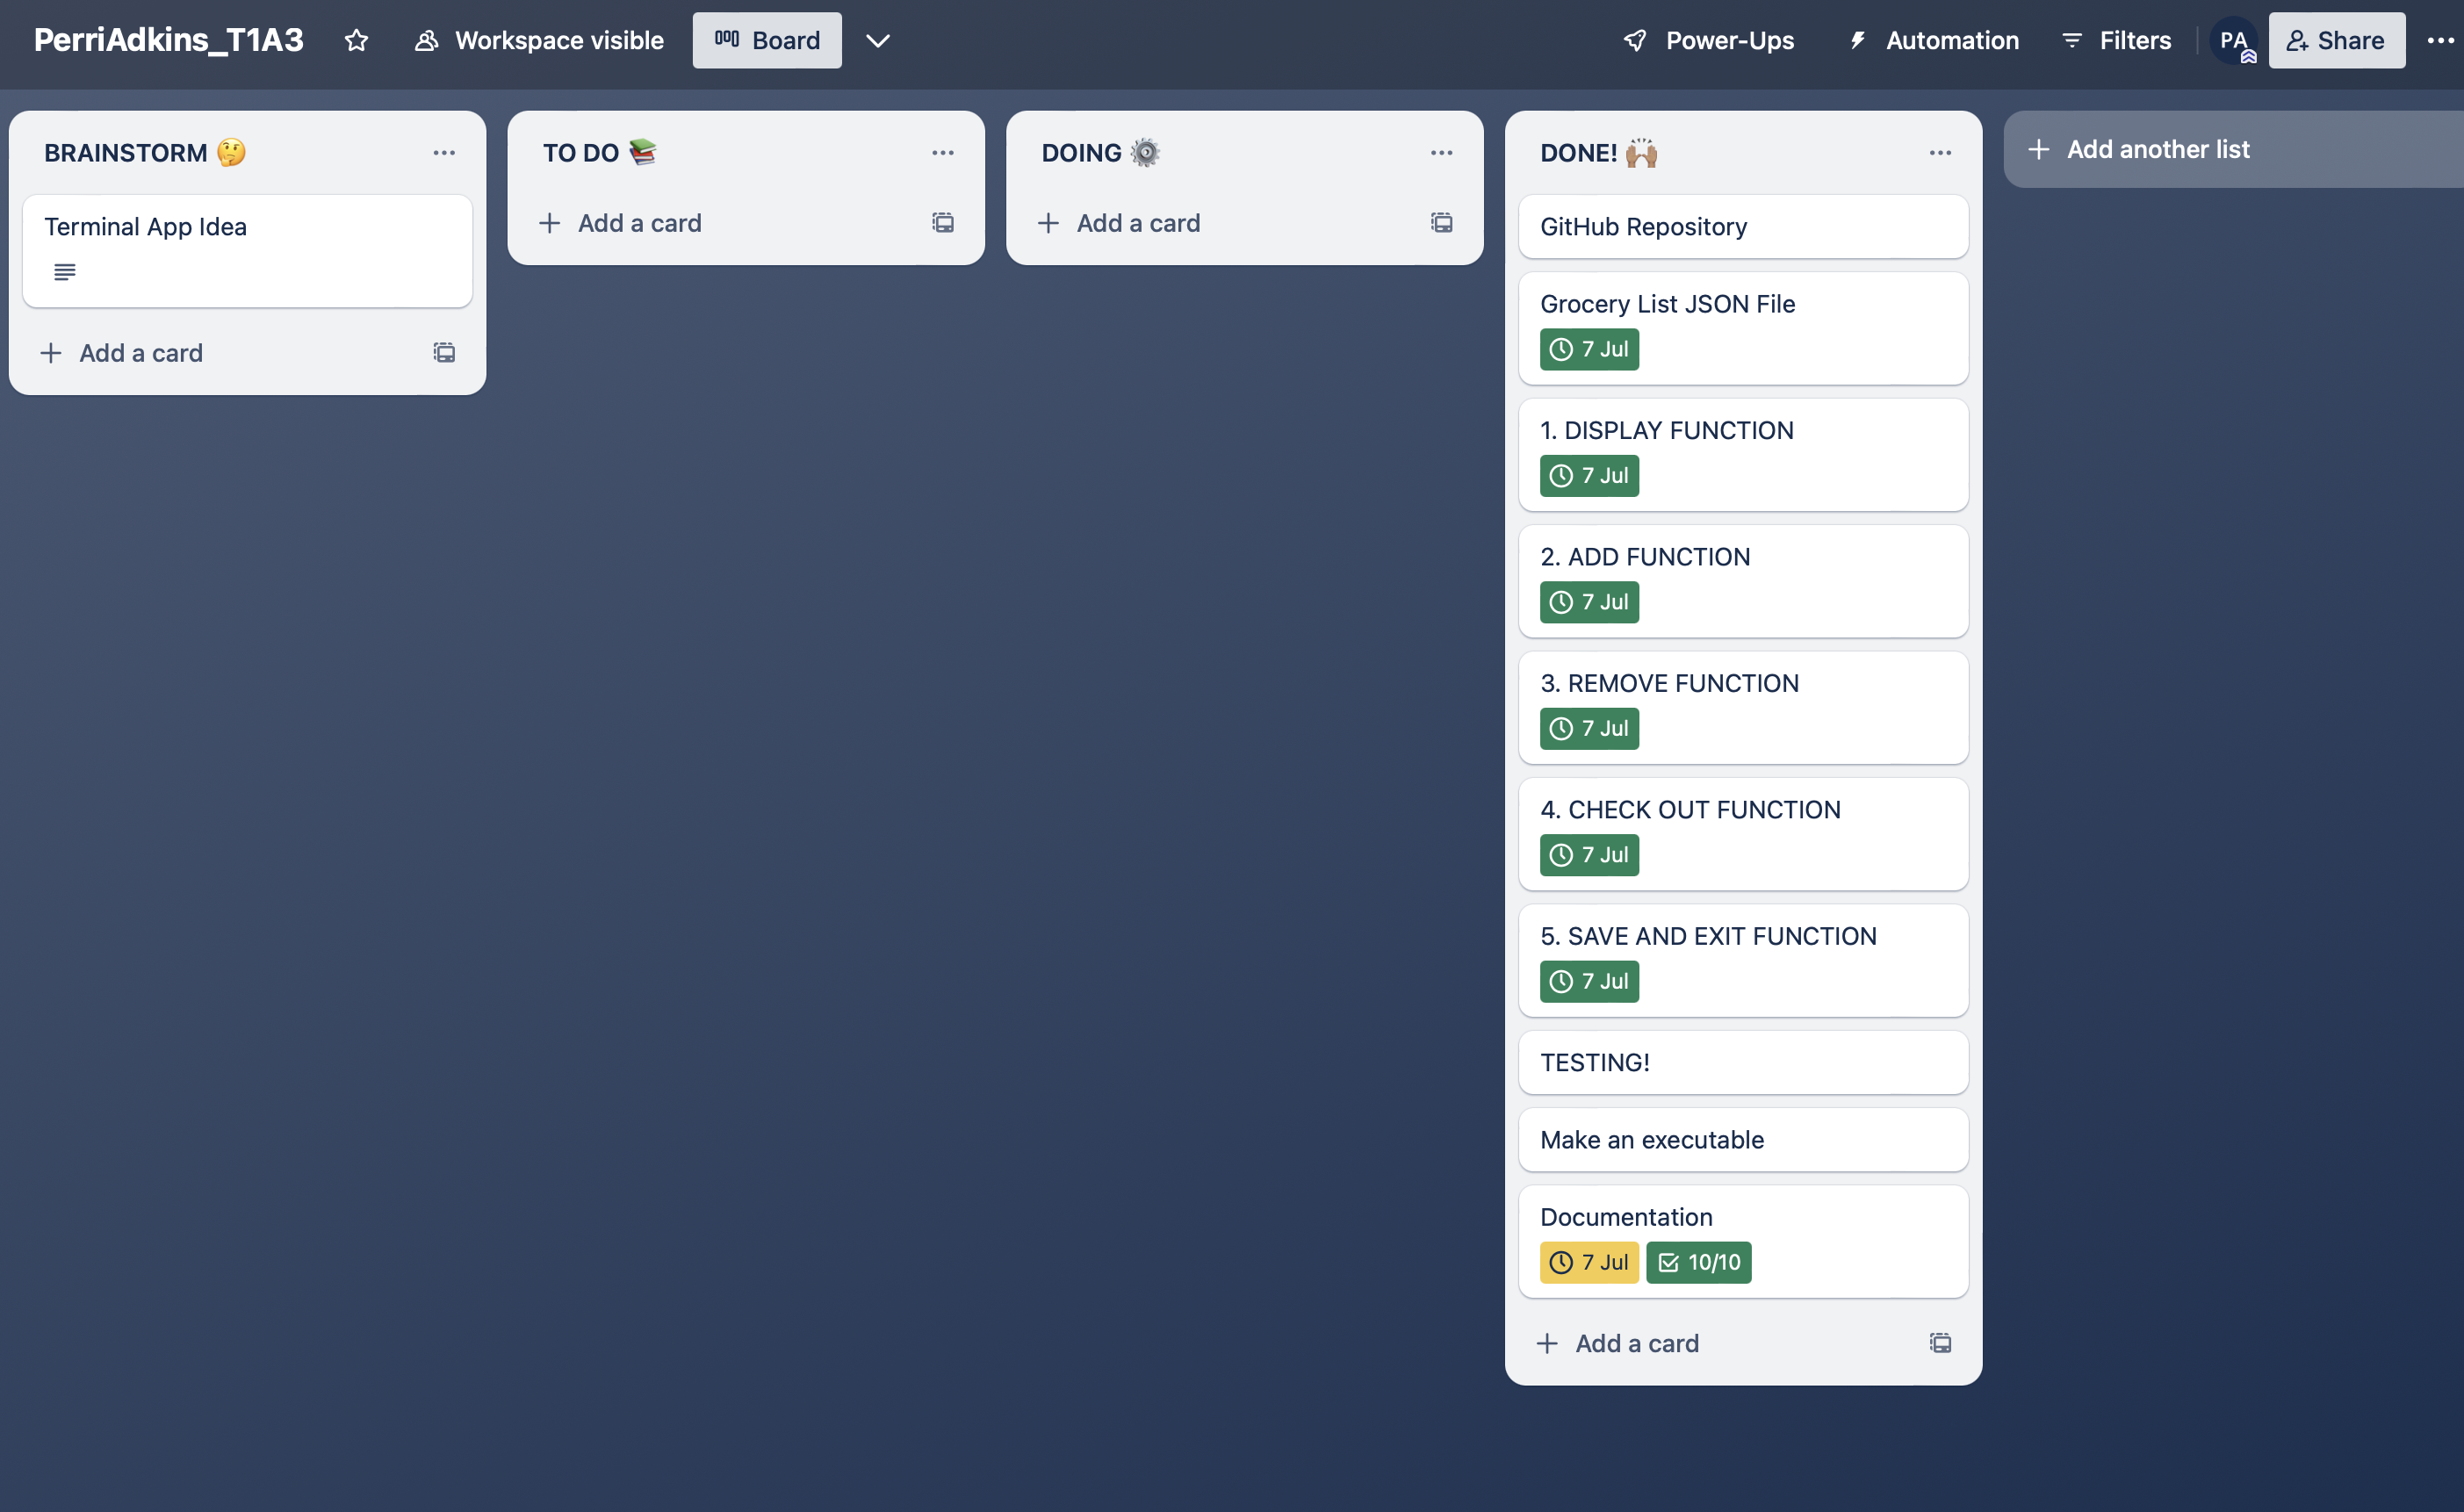 PerriAdkins_T1A3
Workspace visible
Board
Power-Ups
Automation
Filters
PA
Share
BRAINSTORM 🤔
Terminal App Idea
Add a card
TO DO 📚
Add a card
DOING ⚙️
Add a card
DONE! 🙌🏽
GitHub Repository
Grocery List JSON File
7 Jul
1. DISPLAY FUNCTION
7 Jul
2. ADD FUNCTION
7 Jul
3. REMOVE FUNCTION
7 Jul
4. CHECK OUT FUNCTION
7 Jul
5. SAVE AND EXIT FUNCTION
7 Jul
TESTING!
Make an executable
Documentation
7 Jul 10/10
Add a card
Add another list